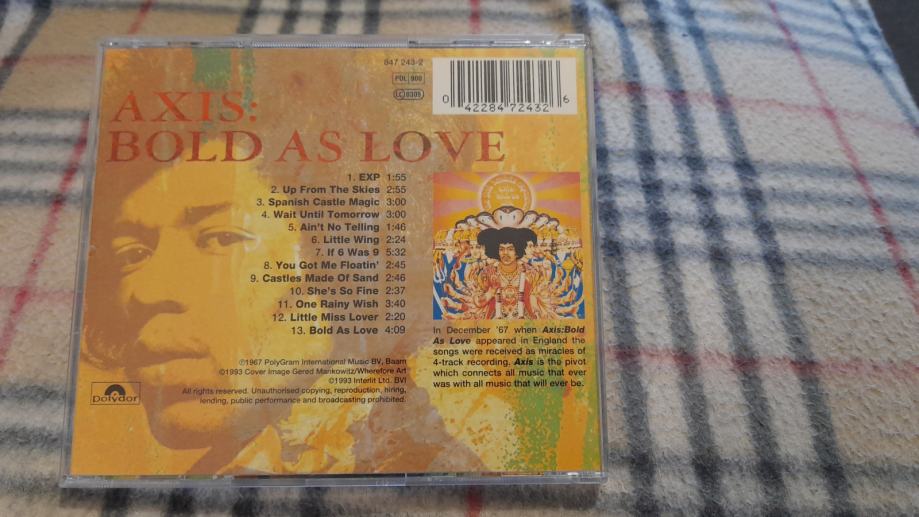 847 243-2
PDL 900
LC 0309
0 42284 72432 6
AXIS:
BOLD AS LOVE
1. EXP 1:55
2. Up From The Skies 2:55
3. Spanish Castle Magic 3:00
4. Wait Until Tomorrow 3:00
5. Ain't No Telling 1:46
6. Little Wing 2:24
7. If 6 Was 9 5:32
8. You Got Me Floatin' 2:45
9. Castles Made Of Sand 2:46
10. She's So Fine 2:37
11. One Rainy Wish 3:40
12. Little Miss Lover 2:20
13. Bold As Love 4:09
In December '67 when Axis:Bold
As Love appeared in England the
songs were received as miracles of
4-track recording. Axis is the pivot
which connects all music that ever
was with all music that will ever be.
℗1967 PolyGram International Music BV, Baarn
©1993 Cover Image Gered Mankowitz/Wherefore Art
©1993 Interlit Ltd. BVI
All rights reserved. Unauthorised copying, reproduction, hiring,
lending, public performance and broadcasting prohibited.
Polydor